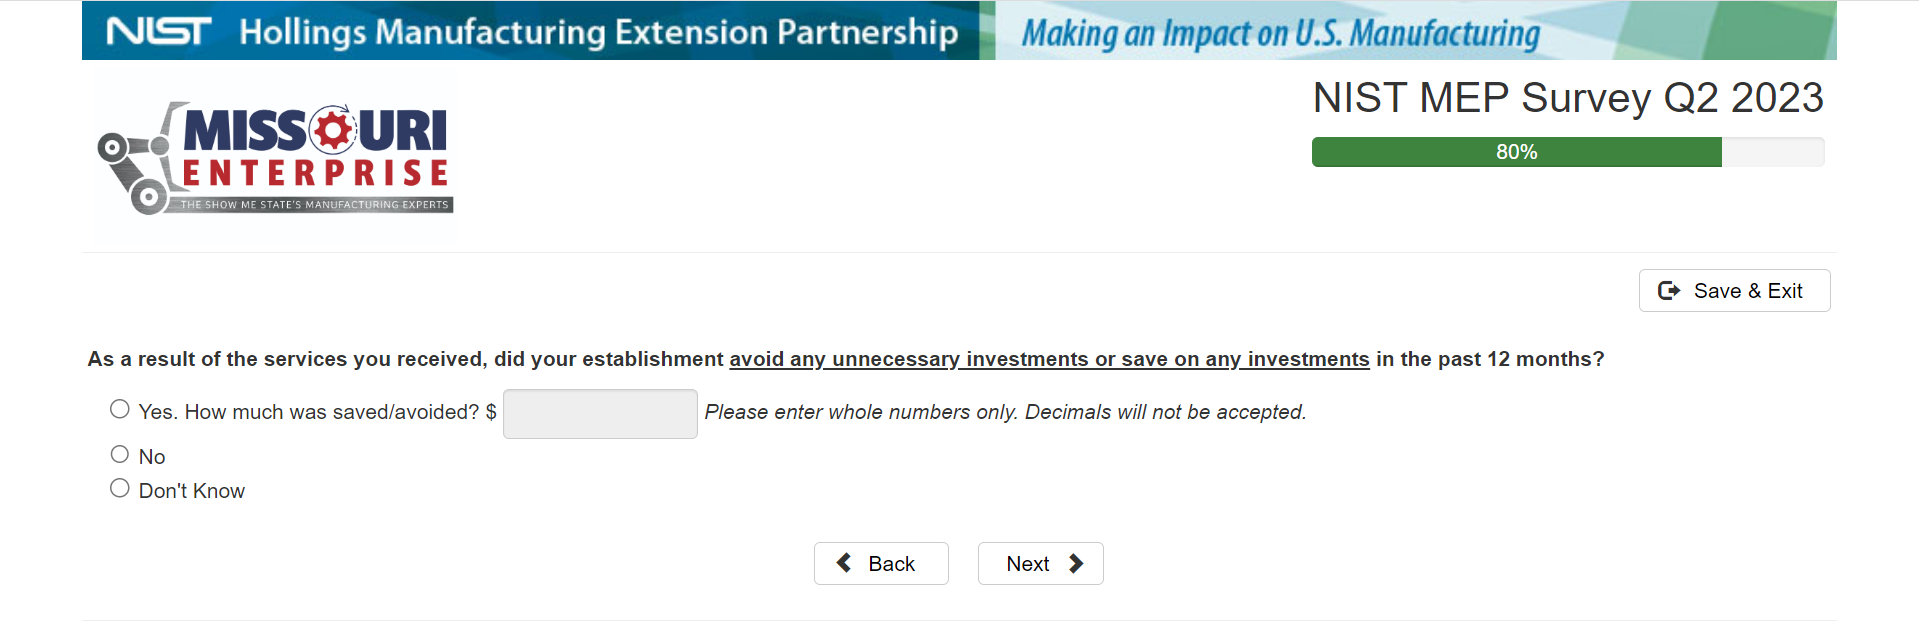 NIST Hollings Manufacturing Extension Partnership Making an Impact on U.S. Manufacturing
MISSOURI
ENTERPRISE
THE SHOW ME STATE'S MANUFACTURING EXPERTS
NIST MEP Survey Q2 2023
80%
Save & Exit
As a result of the services you received, did your establishment avoid any unnecessary investments or save on any investments in the past 12 months?
Yes. How much was saved/avoided? $ Please enter whole numbers only. Decimals will not be accepted.
No
Don't Know
Back Next